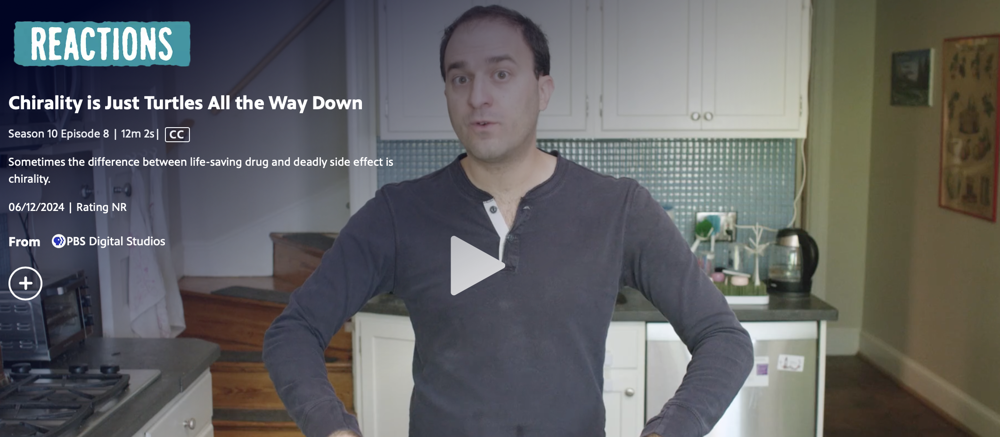 REACTIONS
Chirality is Just Turtles All the Way Down
Season 10 Episode 8 | 12m 2s| CC
Sometimes the difference between life-saving drug and deadly side effect is
chirality.
06/12/2024 | Rating NR
From PBS Digital Studios